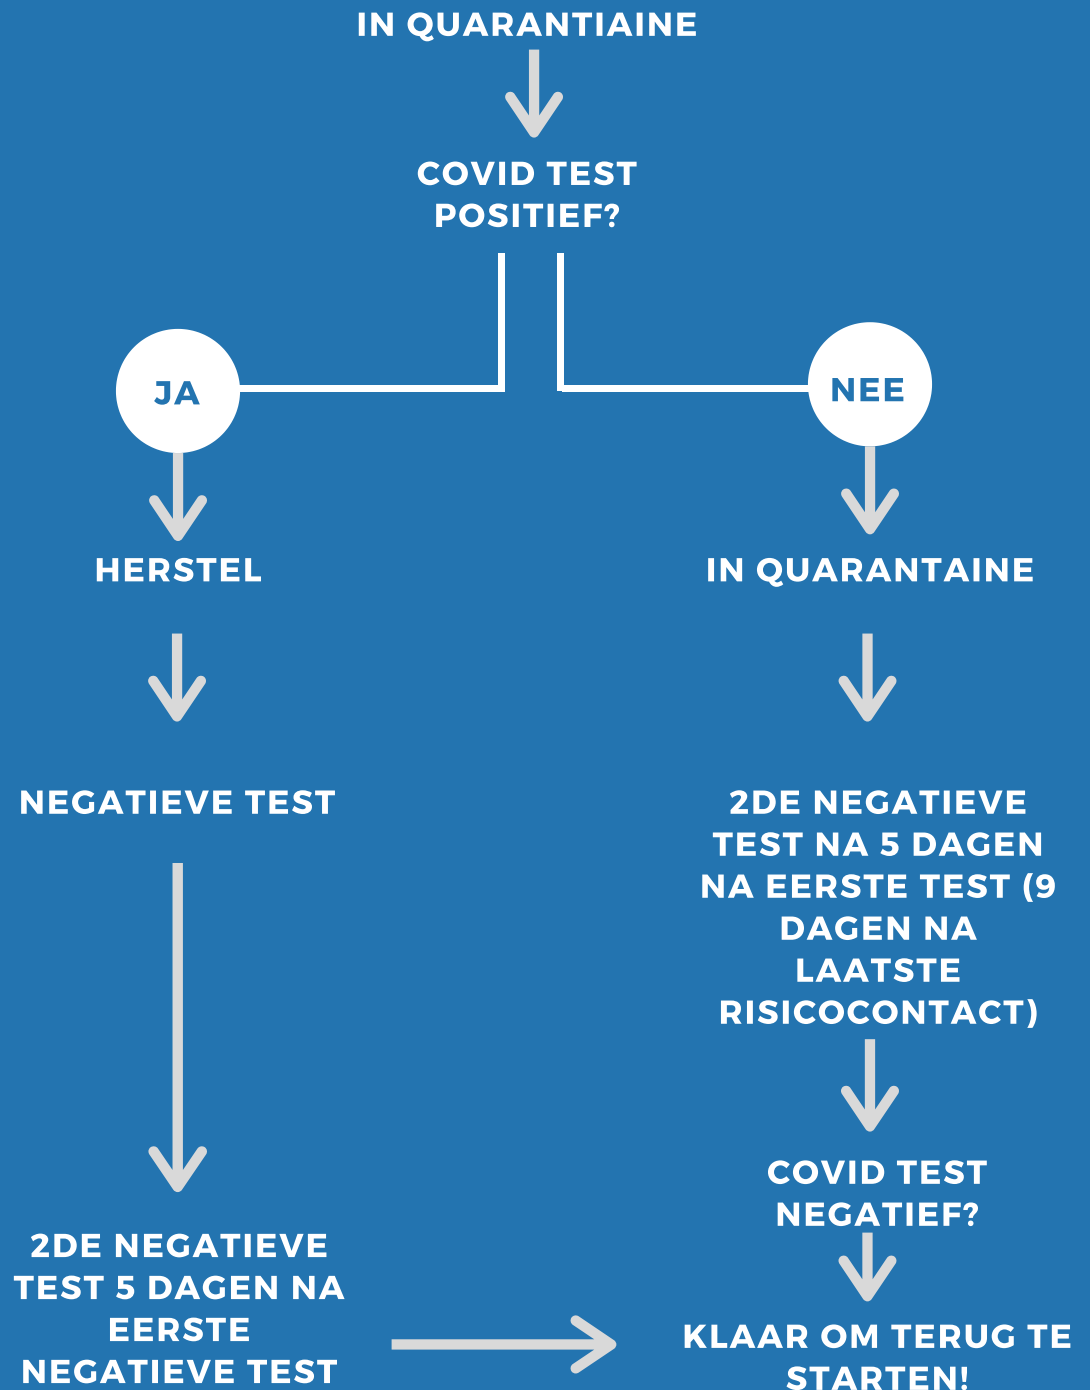 IN QUARANTIAINE
COVID TEST
POSITIEF?
JA
NEE
HERSTEL
IN QUARANTAINE
NEGATIEVE TEST
2DE NEGATIEVE
TEST NA 5 DAGEN
NA EERSTE TEST (9
DAGEN NA
LAATSTE
RISICOCONTACT)
COVID TEST
NEGATIEF?
2DE NEGATIEVE
TEST 5 DAGEN NA
EERSTE
NEGATIEVE TEST
KLAAR OM TERUG TE
STARTEN!